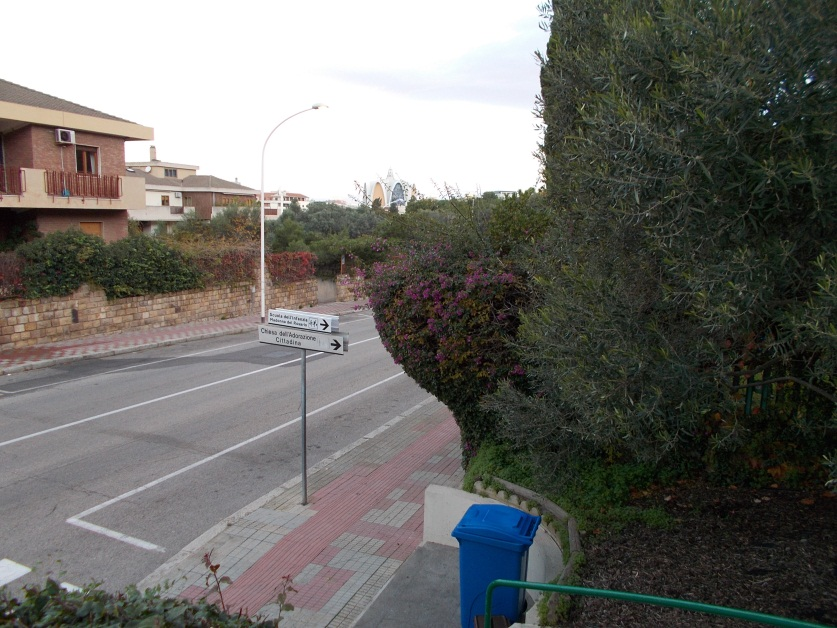 Scuola dell'Infanzia
Madonna del Rosario
Chiesa dell'Adorazione
Cittadina